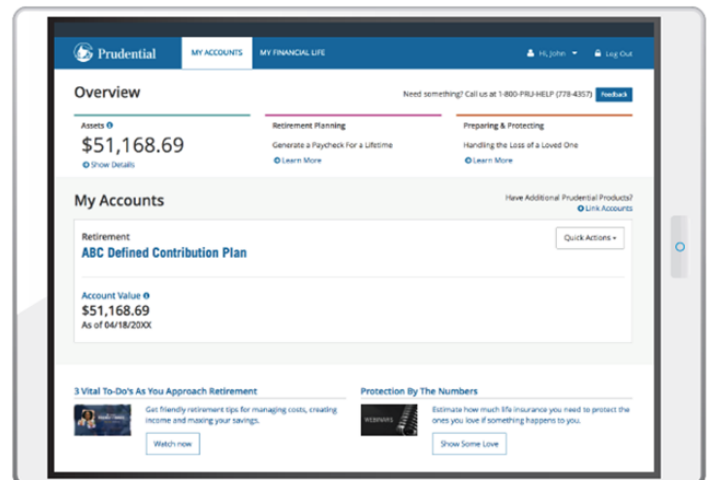 Prudential
MY ACCOUNTS
MY FINANCIAL LIFE
Hi, John
Log Out
Overview
Need something? Call us at 1-800-PRU-HELP (778-4357)
Feedback
Assets
$51,168.69
Show Details
Retirement Planning
Generate a Paycheck For a Lifetime
Learn More
Preparing & Protecting
Handling the Loss of a Loved One
Learn More
My Accounts
Have Additional Prudential Products?
Link Accounts
Retirement
ABC Defined Contribution Plan
Quick Actions
Account Value
$51,168.69
As of 04/18/20XX
3 Vital To-Do's As You Approach Retirement
Get friendly retirement tips for managing costs, creating
income and maxing your savings.
Watch now
Protection By The Numbers
WEBINARS
Estimate how much life insurance you need to protect the
ones you love if something happens to you.
Show Some Love